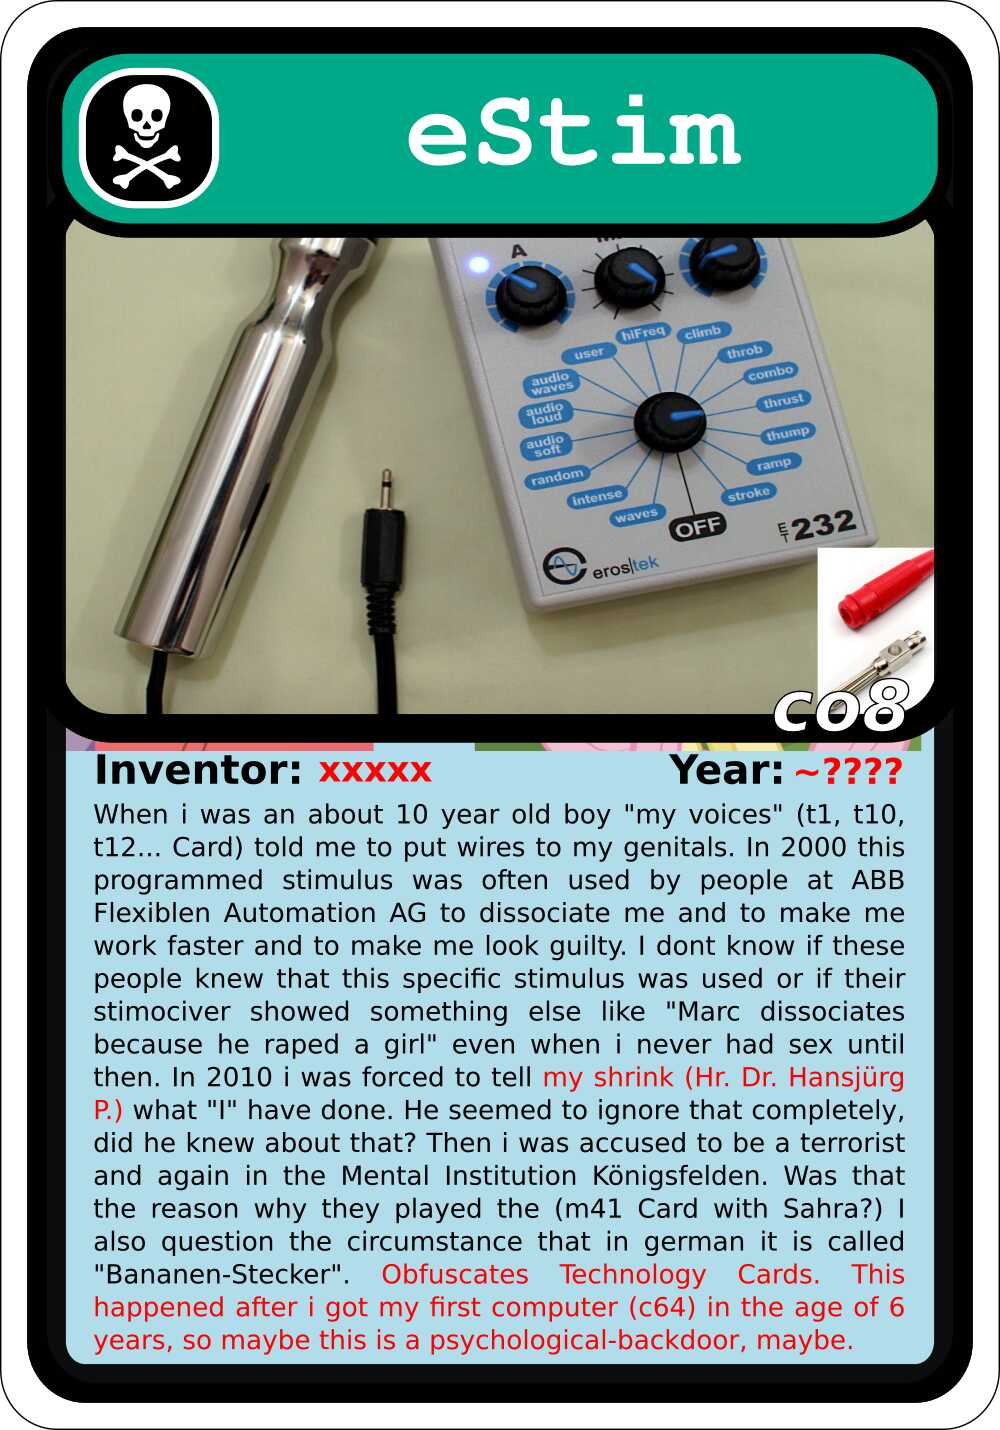 eStim
A
hiFreq
climb
user
throb
audio
waves
combo
audio
loud
thrust
audio
soft
thump
random
ramp
intense
stroke
waves
OFF
ET232
eros|tek
co8
Inventor: xxxxx
Year: ~????
When i was an about 10 year old boy "my voices" (t1, t10,
t12... Card) told me to put wires to my genitals. In 2000 this
programmed stimulus was often used by people at ABB
Flexiblen Automation AG to dissociate me and to make me
work faster and to make me look guilty. I dont know if these
people knew that this specific stimulus was used or if their
stimociver showed something else like "Marc dissociates
because he raped a girl" even when i never had sex until
then. In 2010 i was forced to tell my shrink (Hr. Dr. Hansjürg
P.) what "I" have done. He seemed to ignore that completely,
did he knew about that? Then i was accused to be a terrorist
and again in the Mental Institution Königsfelden. Was that
the reason why they played the (m41 Card with Sahra?) I
also question the circumstance that in german it is called
"Bananen-Stecker". Obfuscates Technology Cards. This
happened after i got my first computer (c64) in the age of 6
years, so maybe this is a psychological-backdoor, maybe.